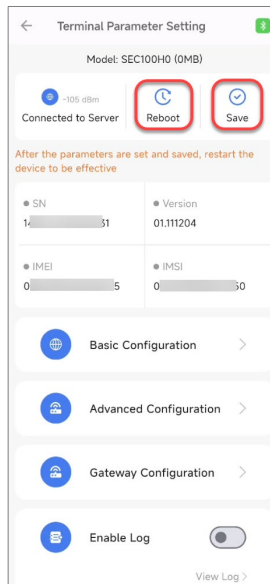 Terminal Parameter Setting
Model: SEC100H0 (0MB)
-105 dBm
Connected to Server
Reboot
Save
After the parameters are set and saved, restart the
device to be effective
SN
Version
01.111204
IMEI
IMSI
Basic Configuration
Advanced Configuration
Gateway Configuration
Enable Log
View Log